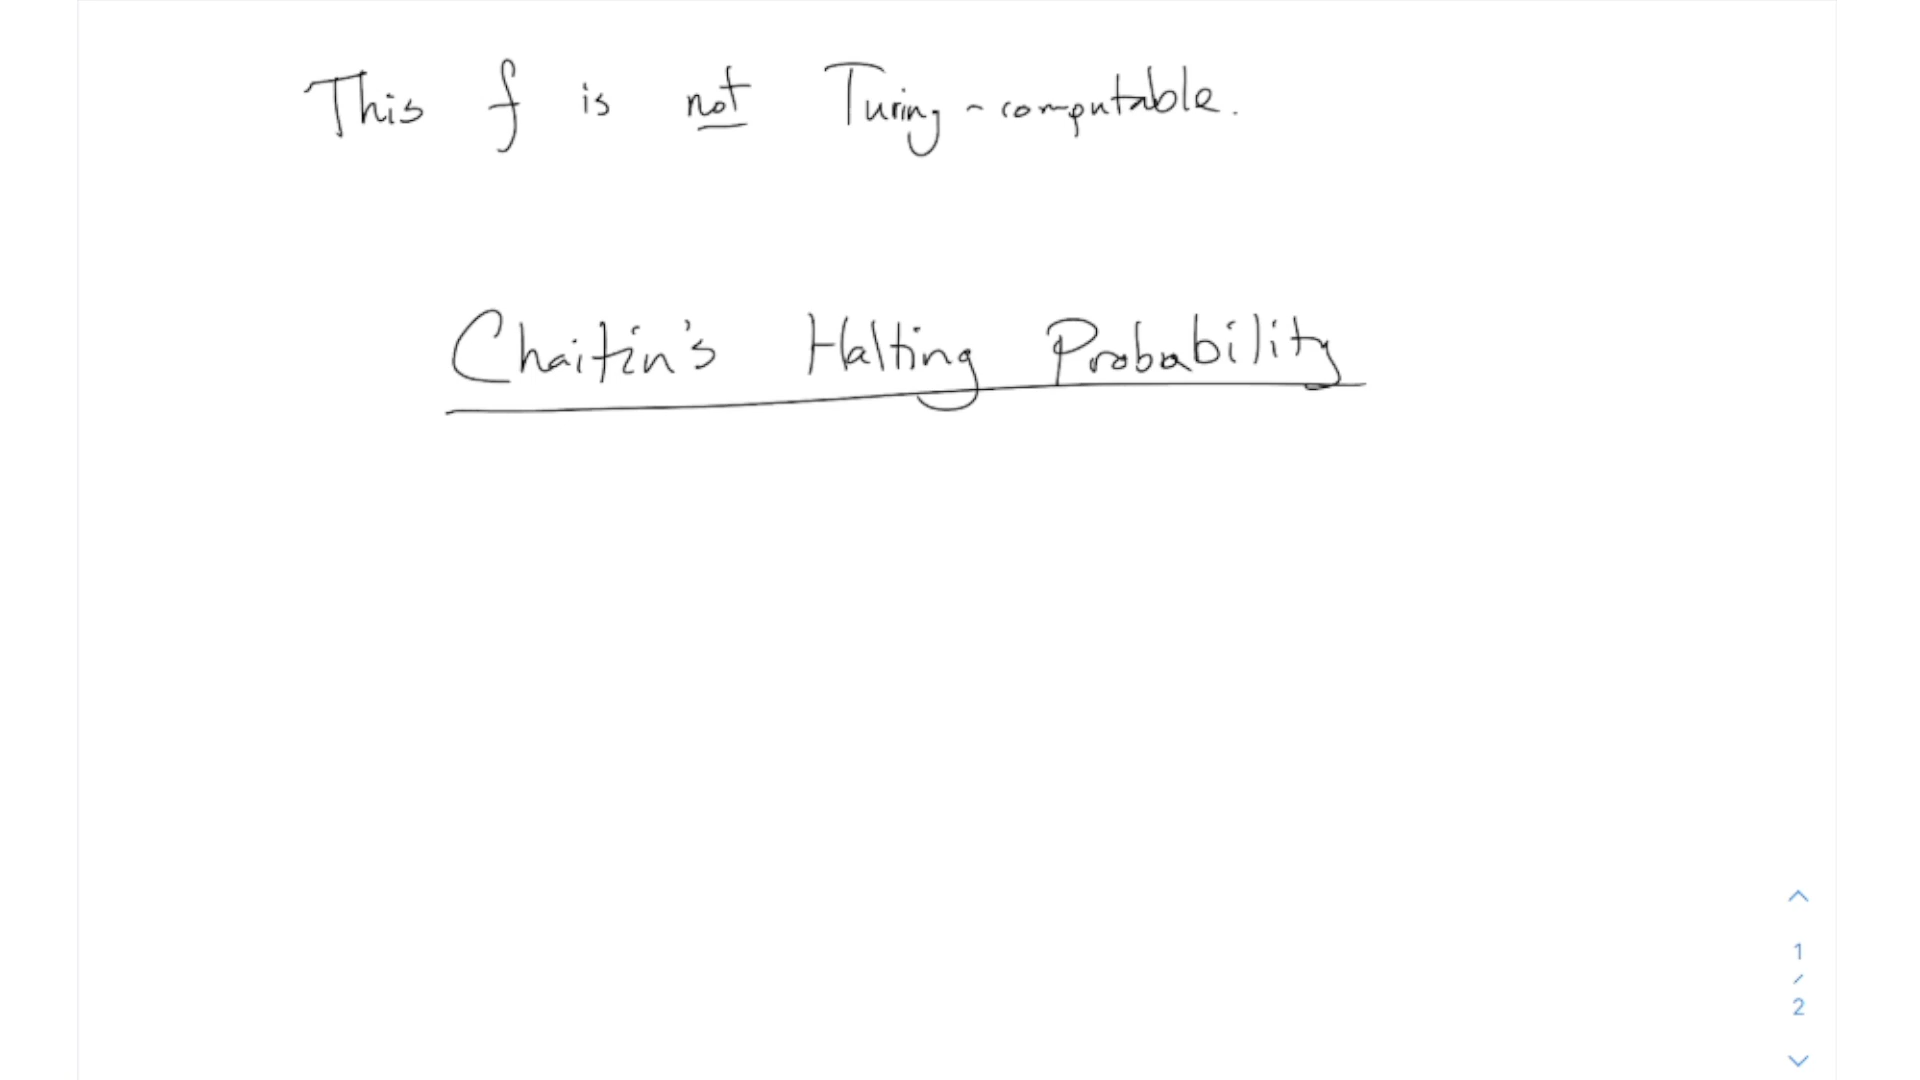 This f is not Turing-computable.
Chaitin's Halting Probability
1
/
2